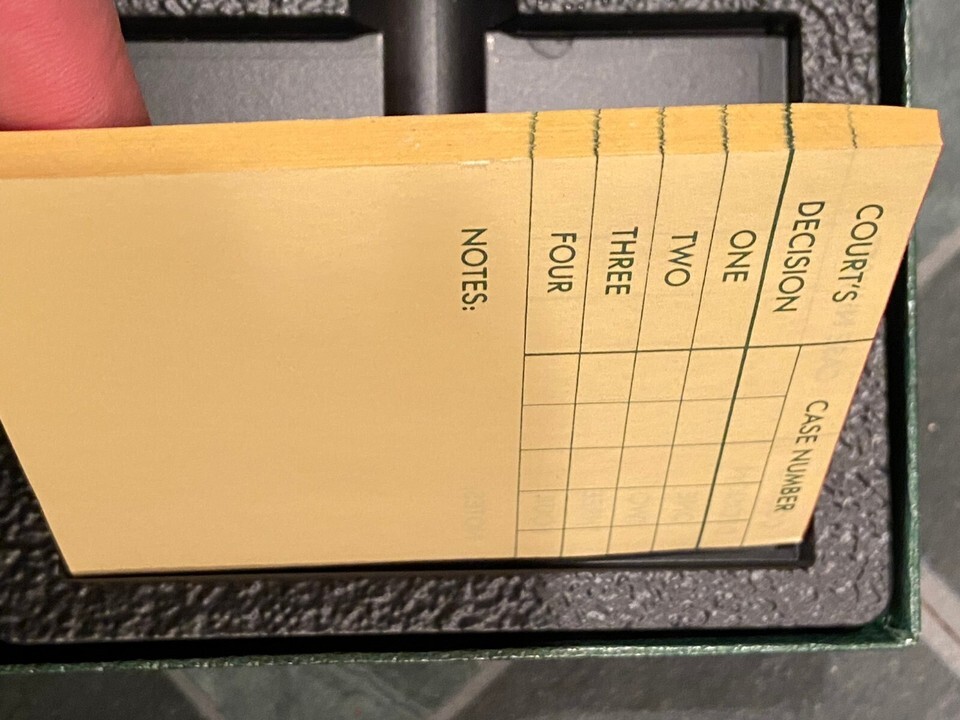 COURT'S
DECISION
CASE NUMBER
ONE
TWO
THREE
FOUR
NOTES: